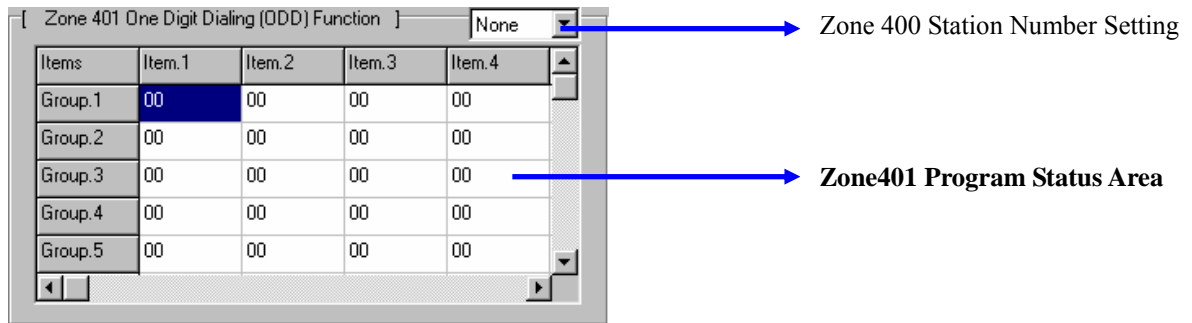 [ Zone 401 One Digit Dialing (ODD) Function ] None
Zone 400 Station Number Setting
Items Item.1 Item.2 Item.3 Item.4
Group.1 00 00 00 00
Group.2 00 00 00 00
Group.3 00 00 00 00
Zone401 Program Status Area
Group.4 00 00 00 00
Group.5 00 00 00 00